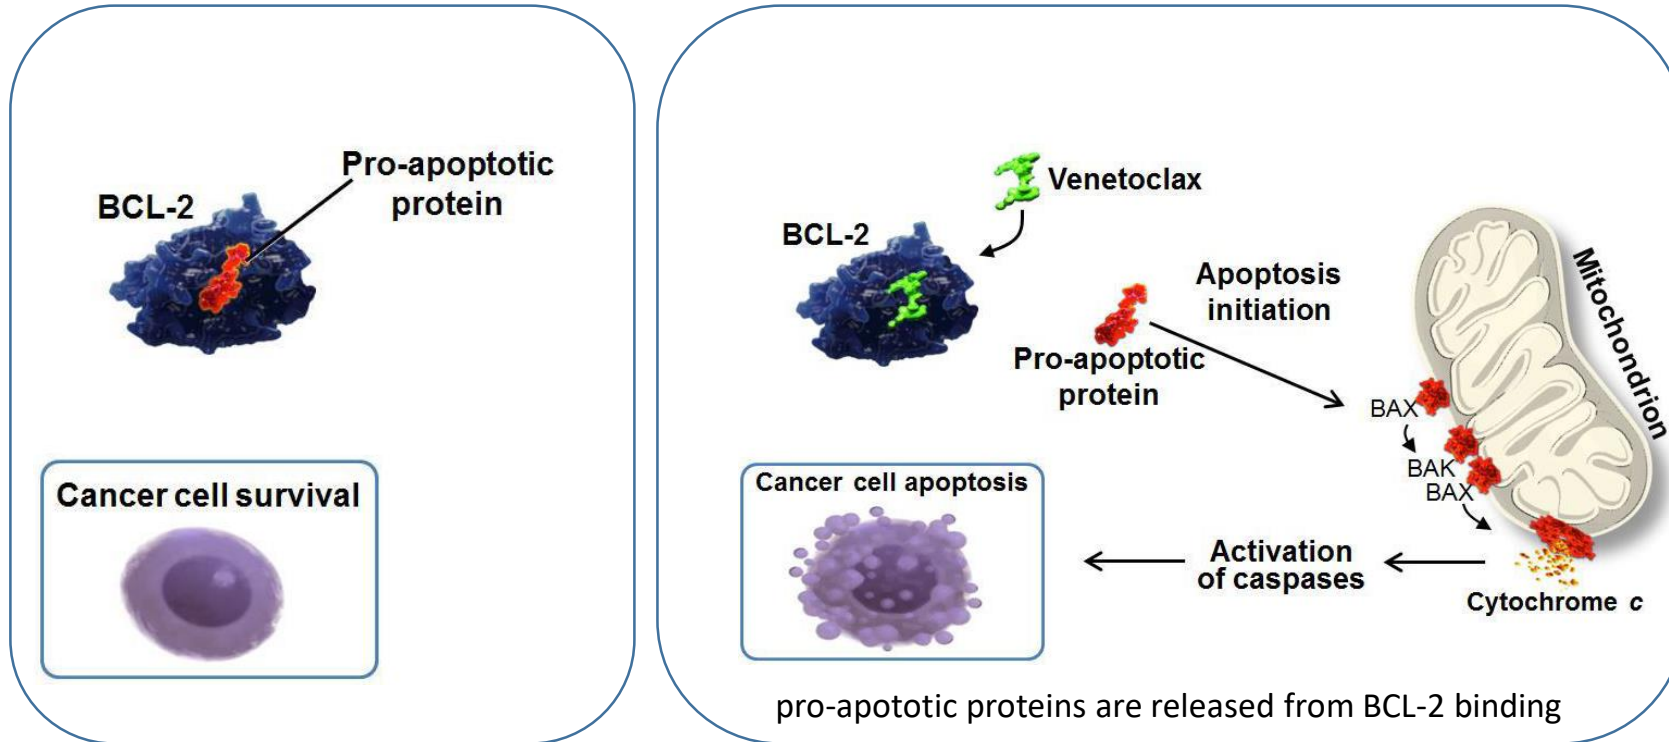 Pro-apoptotic
protein
BCL-2
Cancer cell survival
Venetoclax
BCL-2
Apoptosis
initiation
Pro-apoptotic
protein
Mitochondrion
BAX
BAK
BAX
Cytochrome c
Activation
of caspases
Cancer cell apoptosis
pro-apototic proteins are released from BCL-2 binding